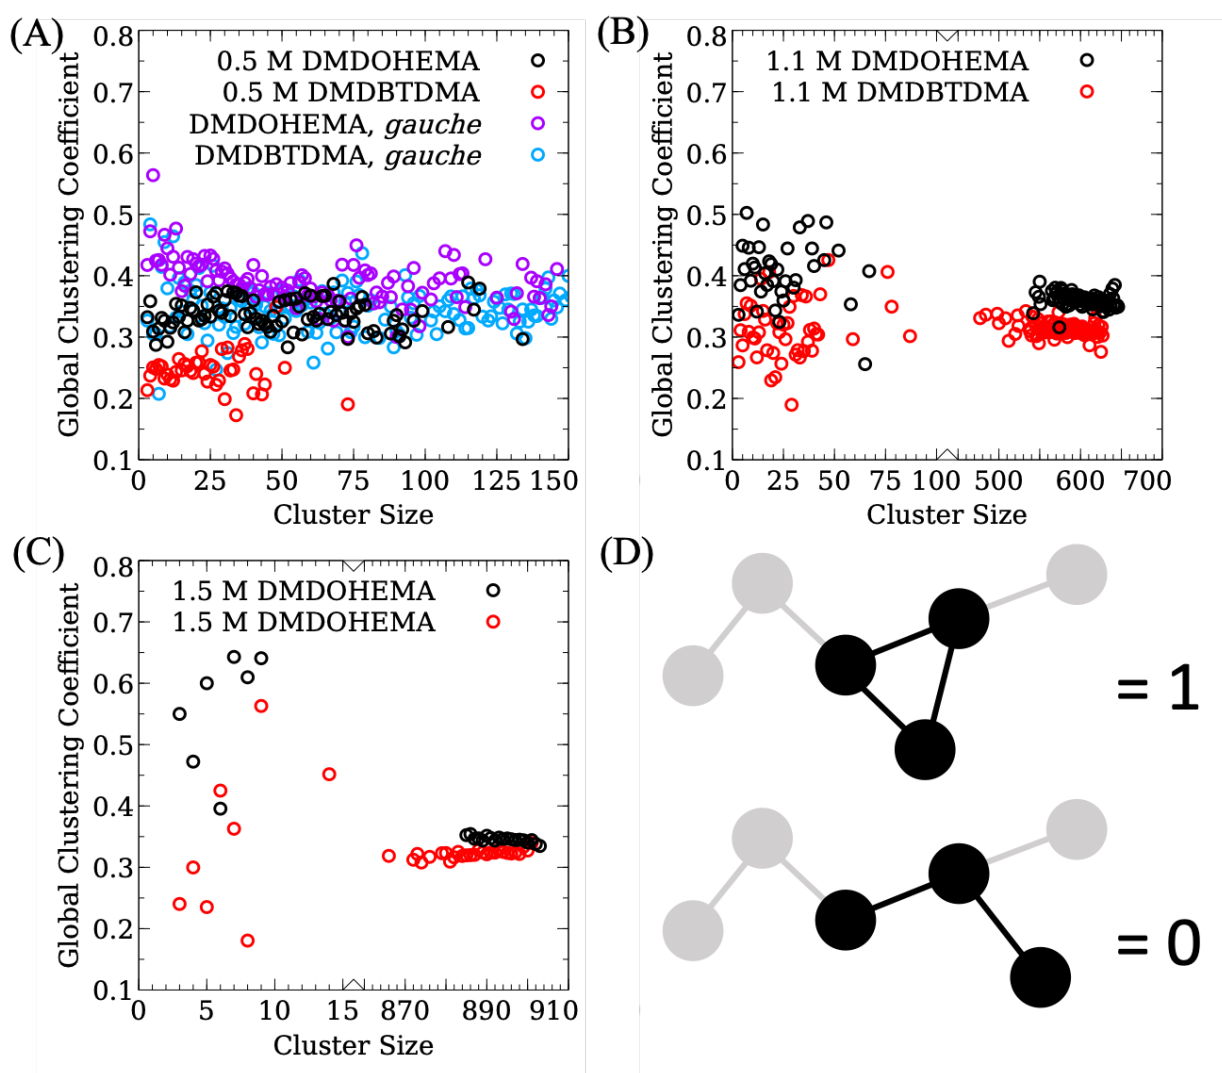 (A)
Global Clustering Coefficient
0.8
0.7
0.6
0.5
0.4
0.3
0.2
0.1
0.5 M DMDOHEMA
0.5 M DMDBTDMA
DMDOHEMA, gauche
DMDBTDMA, gauche
0 25 50 75 100 125 150
Cluster Size
(B)
Global Clustering Coefficient
0.8
0.7
0.6
0.5
0.4
0.3
0.2
0.1
1.1 M DMDOHEMA
1.1 M DMDBTDMA
0 25 50 75 100 500 600 700
Cluster Size
(C)
Global Clustering Coefficient
0.8
0.7
0.6
0.5
0.4
0.3
0.2
0.1
1.5 M DMDOHEMA
1.5 M DMDOHEMA
0 5 10 15 870 890 910
Cluster Size
(D)
= 1
= 0